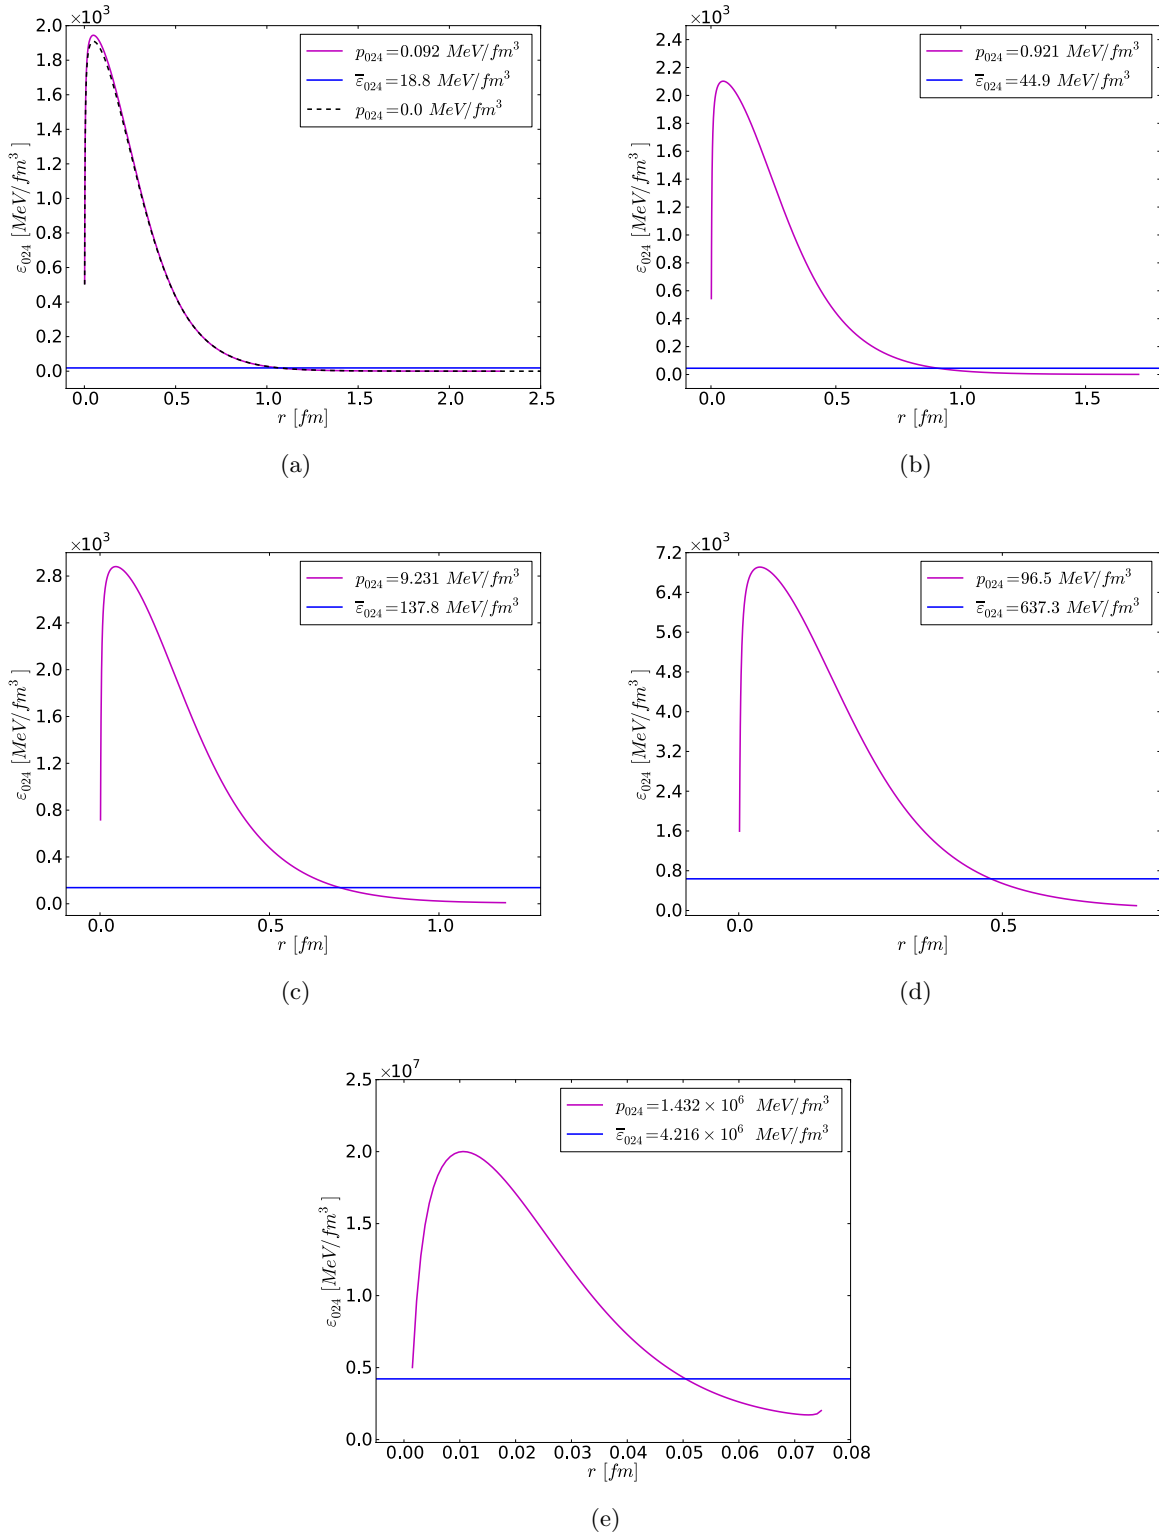 ×10³
2.0
1.8
1.6
1.4
1.2
1.0
0.8
0.6
0.4
0.2
0.0
ε₀₂₄ [MeV/fm³ ]
p₀₂₄=0.092 MeV/fm³
ε̅₀₂₄=18.8 MeV/fm³
p₀₂₄=0.0 MeV/fm³
0.0 0.5 1.0 1.5 2.0 2.5
r [fm]
(a)
×10³
2.4
2.1
1.8
1.5
1.2
0.9
0.6
0.4
0.2
0.0
ε₀₂₄ [MeV/fm³ ]
p₀₂₄=0.921 MeV/fm³
ε̅₀₂₄=44.9 MeV/fm³
0.0 0.5 1.0 1.5
r [fm]
(b)
×10³
2.8
2.4
2.0
1.6
1.2
0.8
0.4
0.0
ε₀₂₄ [MeV/fm³ ]
p₀₂₄=9.231 MeV/fm³
ε̅₀₂₄=137.8 MeV/fm³
0.0 0.5 1.0
r [fm]
(c)
×10³
7.2
6.4
5.6
4.8
4.0
3.2
2.4
1.6
0.8
0.0
ε₀₂₄ [MeV/fm³ ]
p₀₂₄=96.5 MeV/fm³
ε̅₀₂₄=637.3 MeV/fm³
0.0 0.5
r [fm]
(d)
×10⁷
2.5
2.0
1.5
1.0
0.5
0.0
ε₀₂₄ [MeV/fm³ ]
p₀₂₄=1.432 × 10⁶ MeV/fm³
ε̅₀₂₄=4.216 × 10⁶ MeV/fm³
0.00 0.01 0.02 0.03 0.04 0.05 0.06 0.07 0.08
r [fm]
(e)